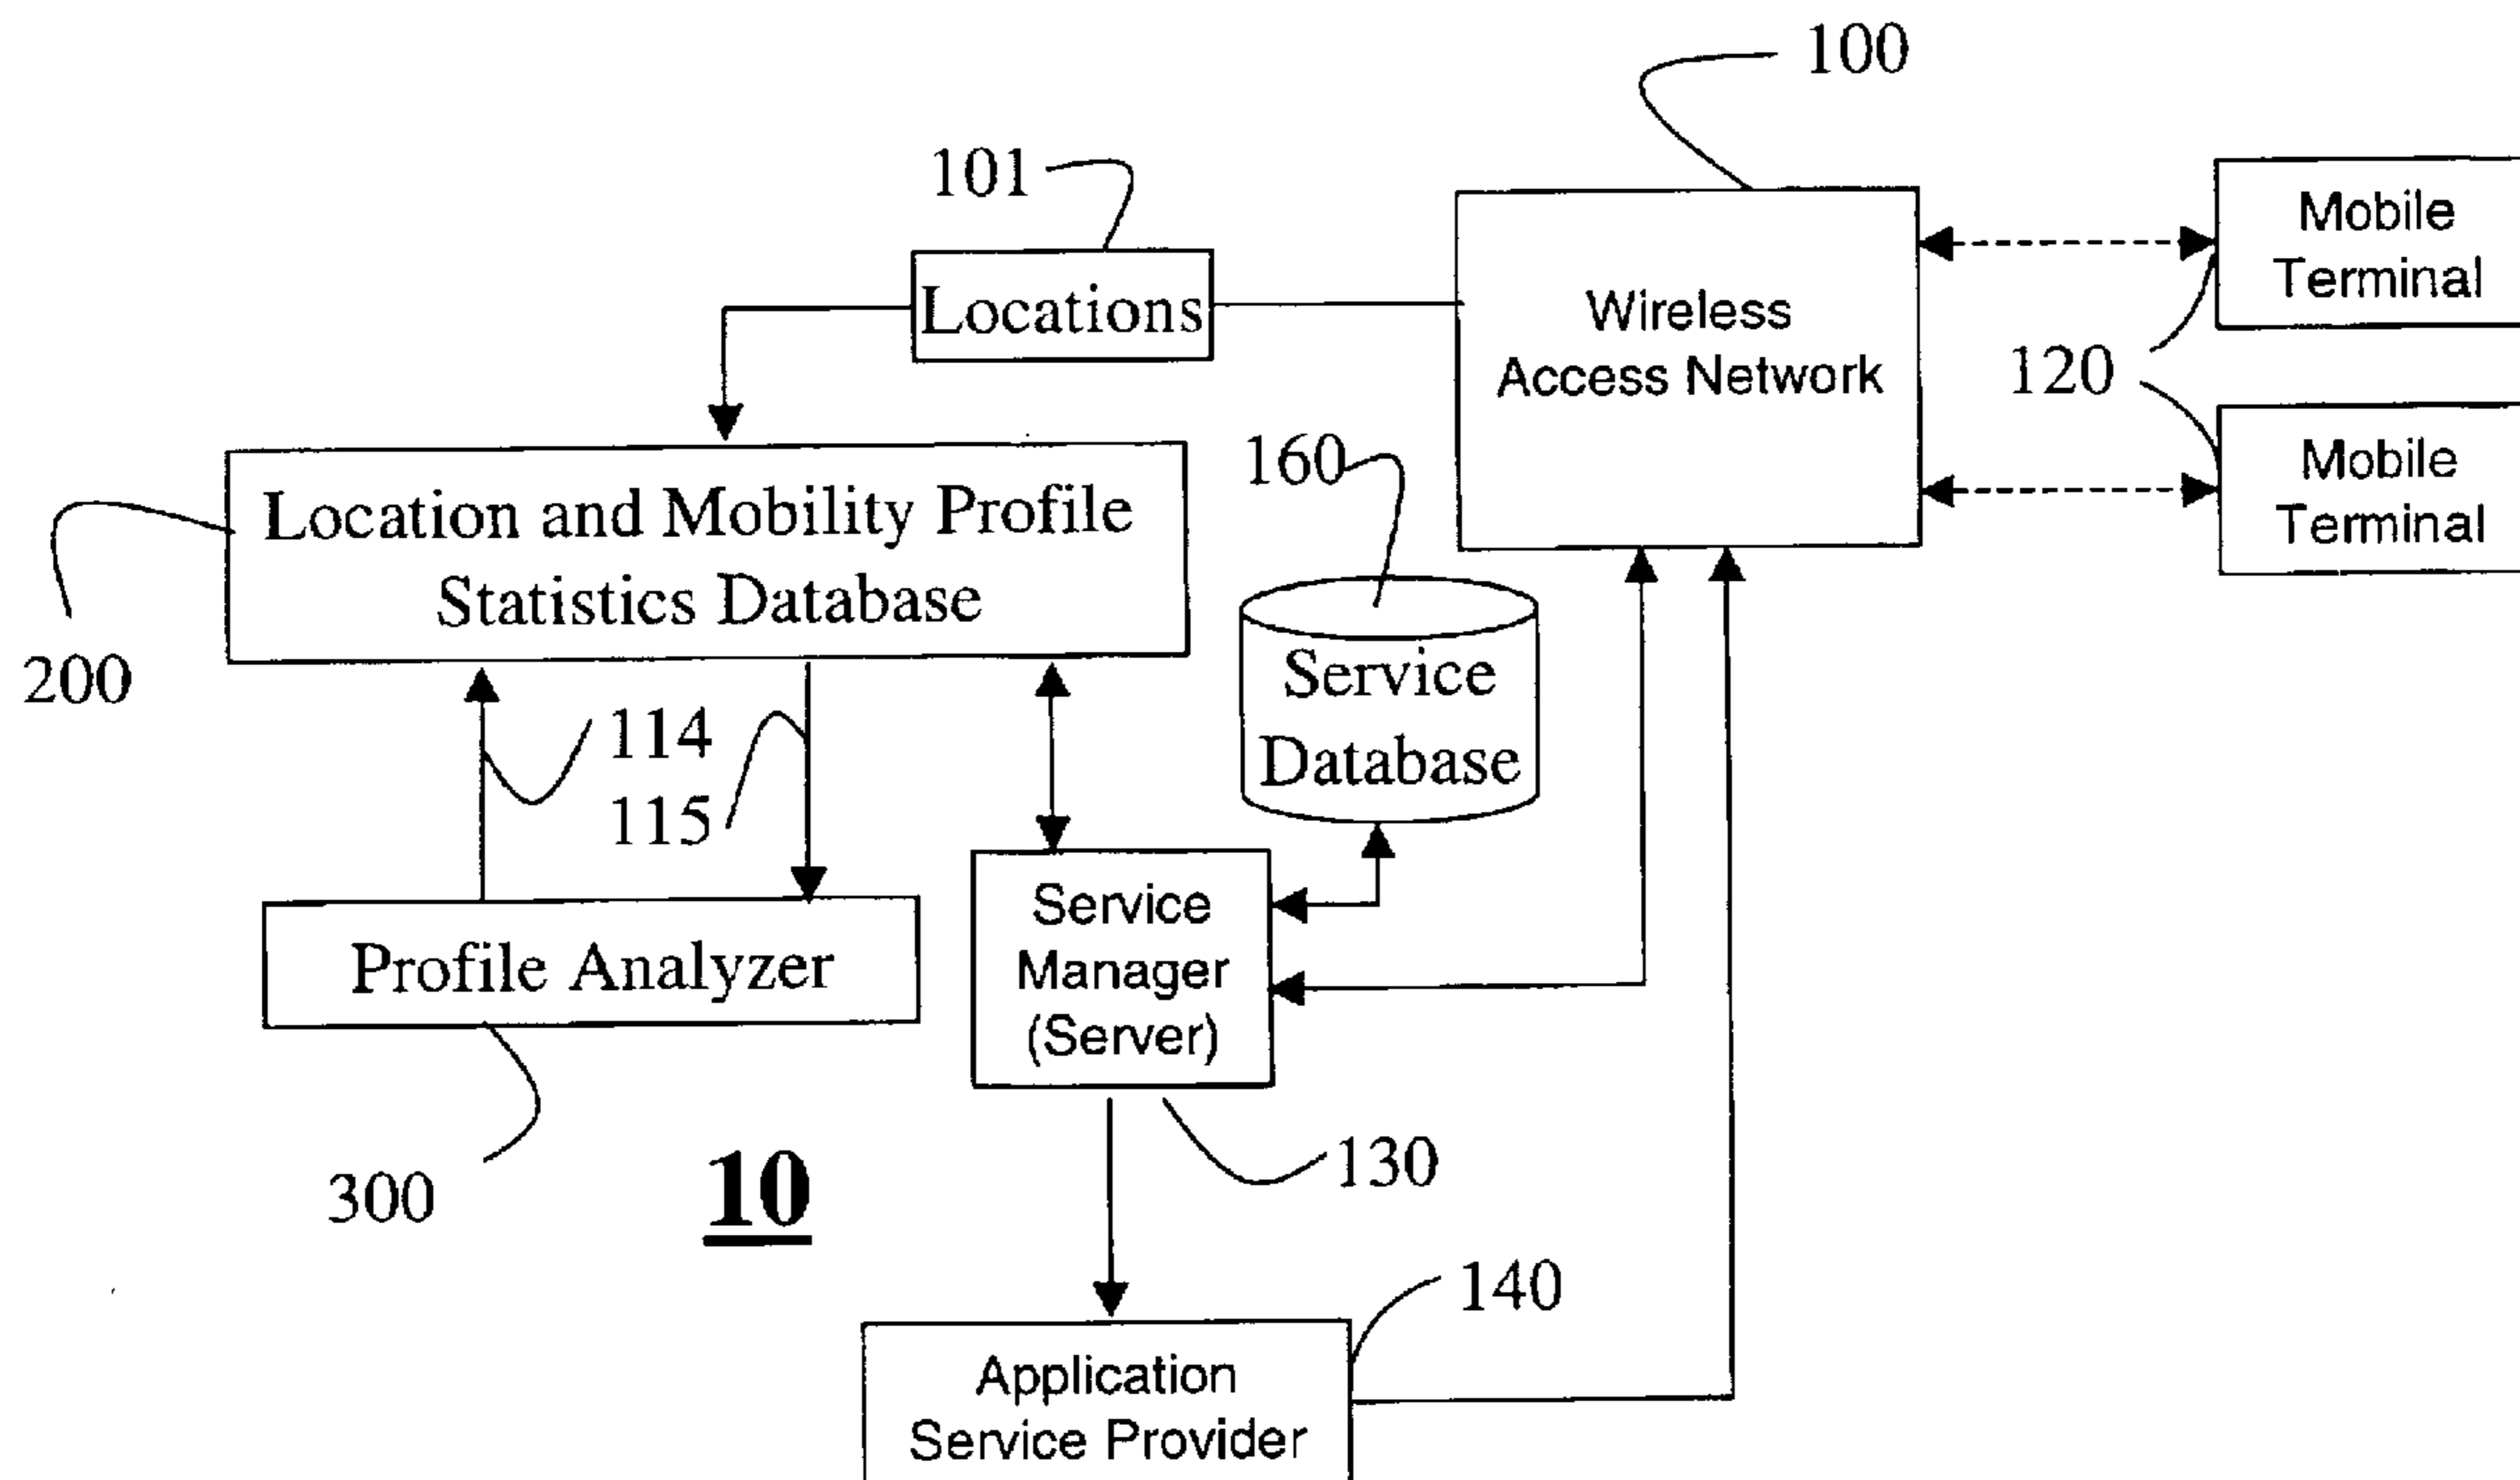 100
101
Mobile
Terminal
Locations
Wireless
Access Network
120
Mobile
Terminal
160
Location and Mobility Profile
Statistics Database
200
Service
Database
114
115
Service
Manager
(Server)
Profile Analyzer
300
10
130
140
Application
Service Provider